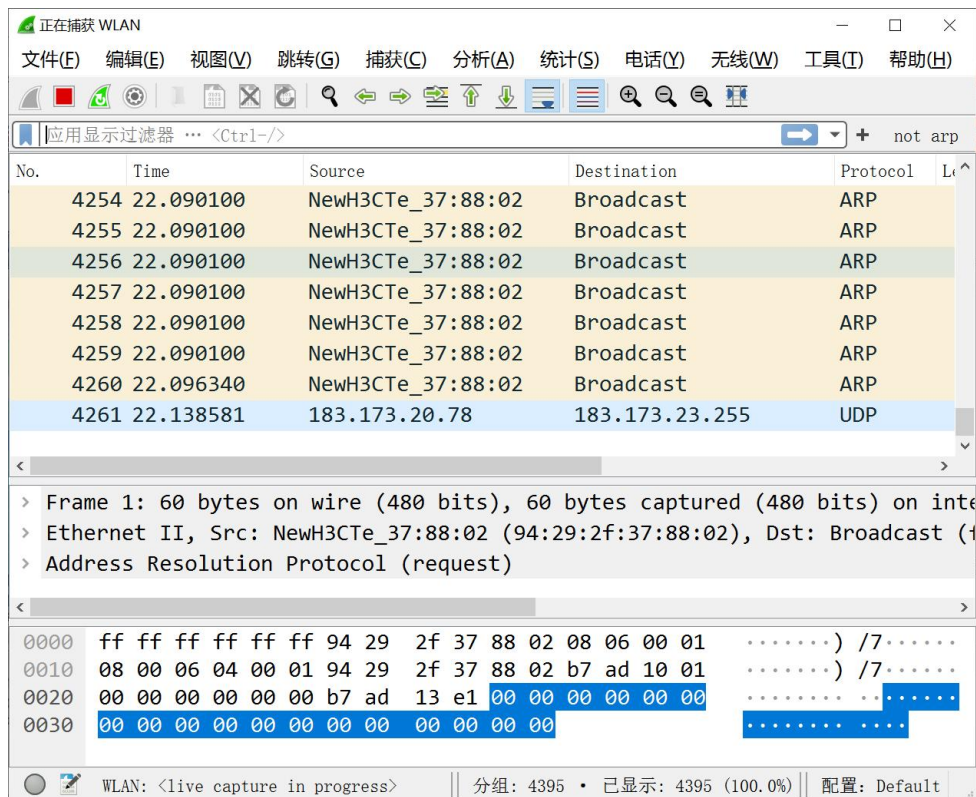 正在捕获 WLAN
文件(F) 编辑(E) 视图(V) 跳转(G) 捕获(C) 分析(A) 统计(S) 电话(Y) 无线(W) 工具(T) 帮助(H)
应用显示过滤器 … <Ctrl-/> + not arp
No. Time Source Destination Protocol
4254 22.090100 NewH3CTe_37:88:02 Broadcast ARP
4255 22.090100 NewH3CTe_37:88:02 Broadcast ARP
4256 22.090100 NewH3CTe_37:88:02 Broadcast ARP
4257 22.090100 NewH3CTe_37:88:02 Broadcast ARP
4258 22.090100 NewH3CTe_37:88:02 Broadcast ARP
4259 22.090100 NewH3CTe_37:88:02 Broadcast ARP
4260 22.096340 NewH3CTe_37:88:02 Broadcast ARP
4261 22.138581 183.173.20.78 183.173.23.255 UDP
> Frame 1: 60 bytes on wire (480 bits), 60 bytes captured (480 bits) on inte
> Ethernet II, Src: NewH3CTe_37:88:02 (94:29:2f:37:88:02), Dst: Broadcast (f
> Address Resolution Protocol (request)
0000 ff ff ff ff ff ff 94 29 2f 37 88 02 08 06 00 01 ·······) /7······
0010 08 00 06 04 00 01 94 29 2f 37 88 02 b7 ad 10 01 ·······) /7······
0020 00 00 00 00 00 00 b7 ad 13 e1 00 00 00 00 00 00 ········ ········
0030 00 00 00 00 00 00 00 00 00 00 00 00 ········ ····
WLAN: <live capture in progress> 分组: 4395 · 已显示: 4395 (100.0%) 配置: Default